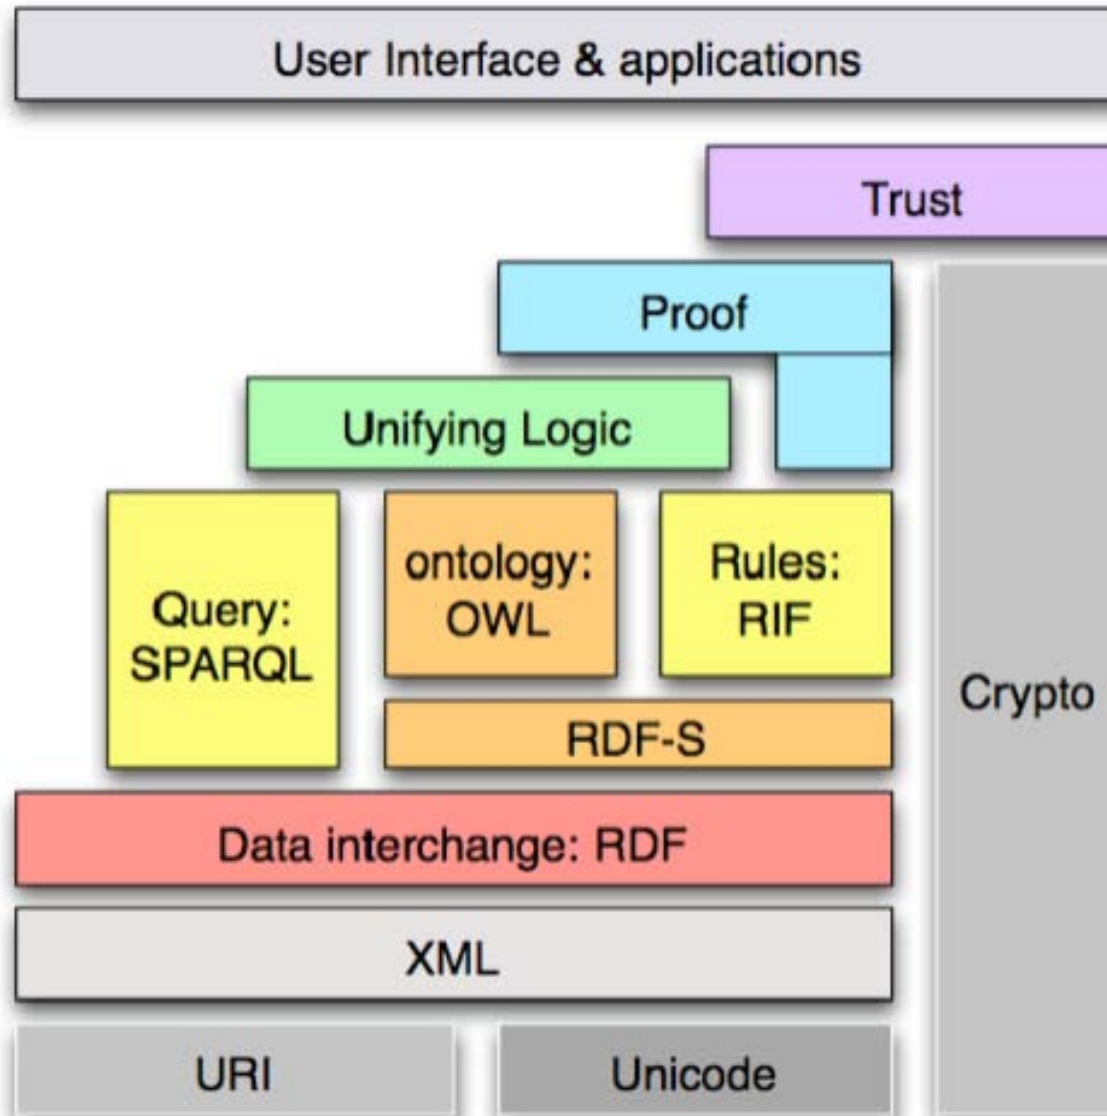 User Interface & applications
Trust
Proof
Unifying Logic
Query:
SPARQL
ontology:
OWL
Rules:
RIF
Crypto
RDF-S
Data interchange: RDF
XML
URI
Unicode